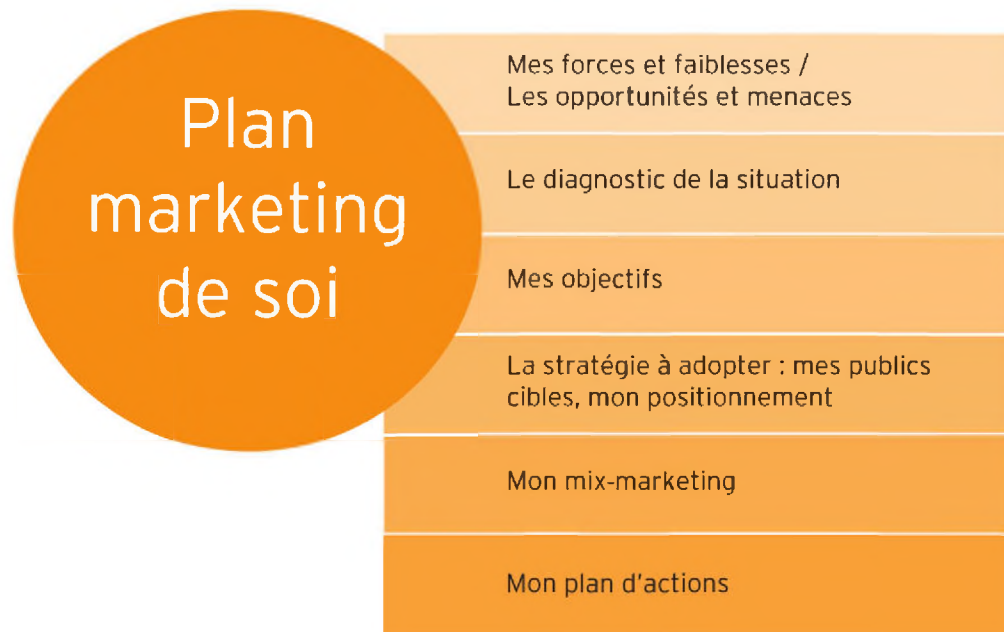 Plan
marketing
de soi
Mes forces et faiblesses /
Les opportunités et menaces
Le diagnostic de la situation
Mes objectifs
La stratégie à adopter : mes publics
cibles, mon positionnement
Mon mix-marketing
Mon plan d'actions